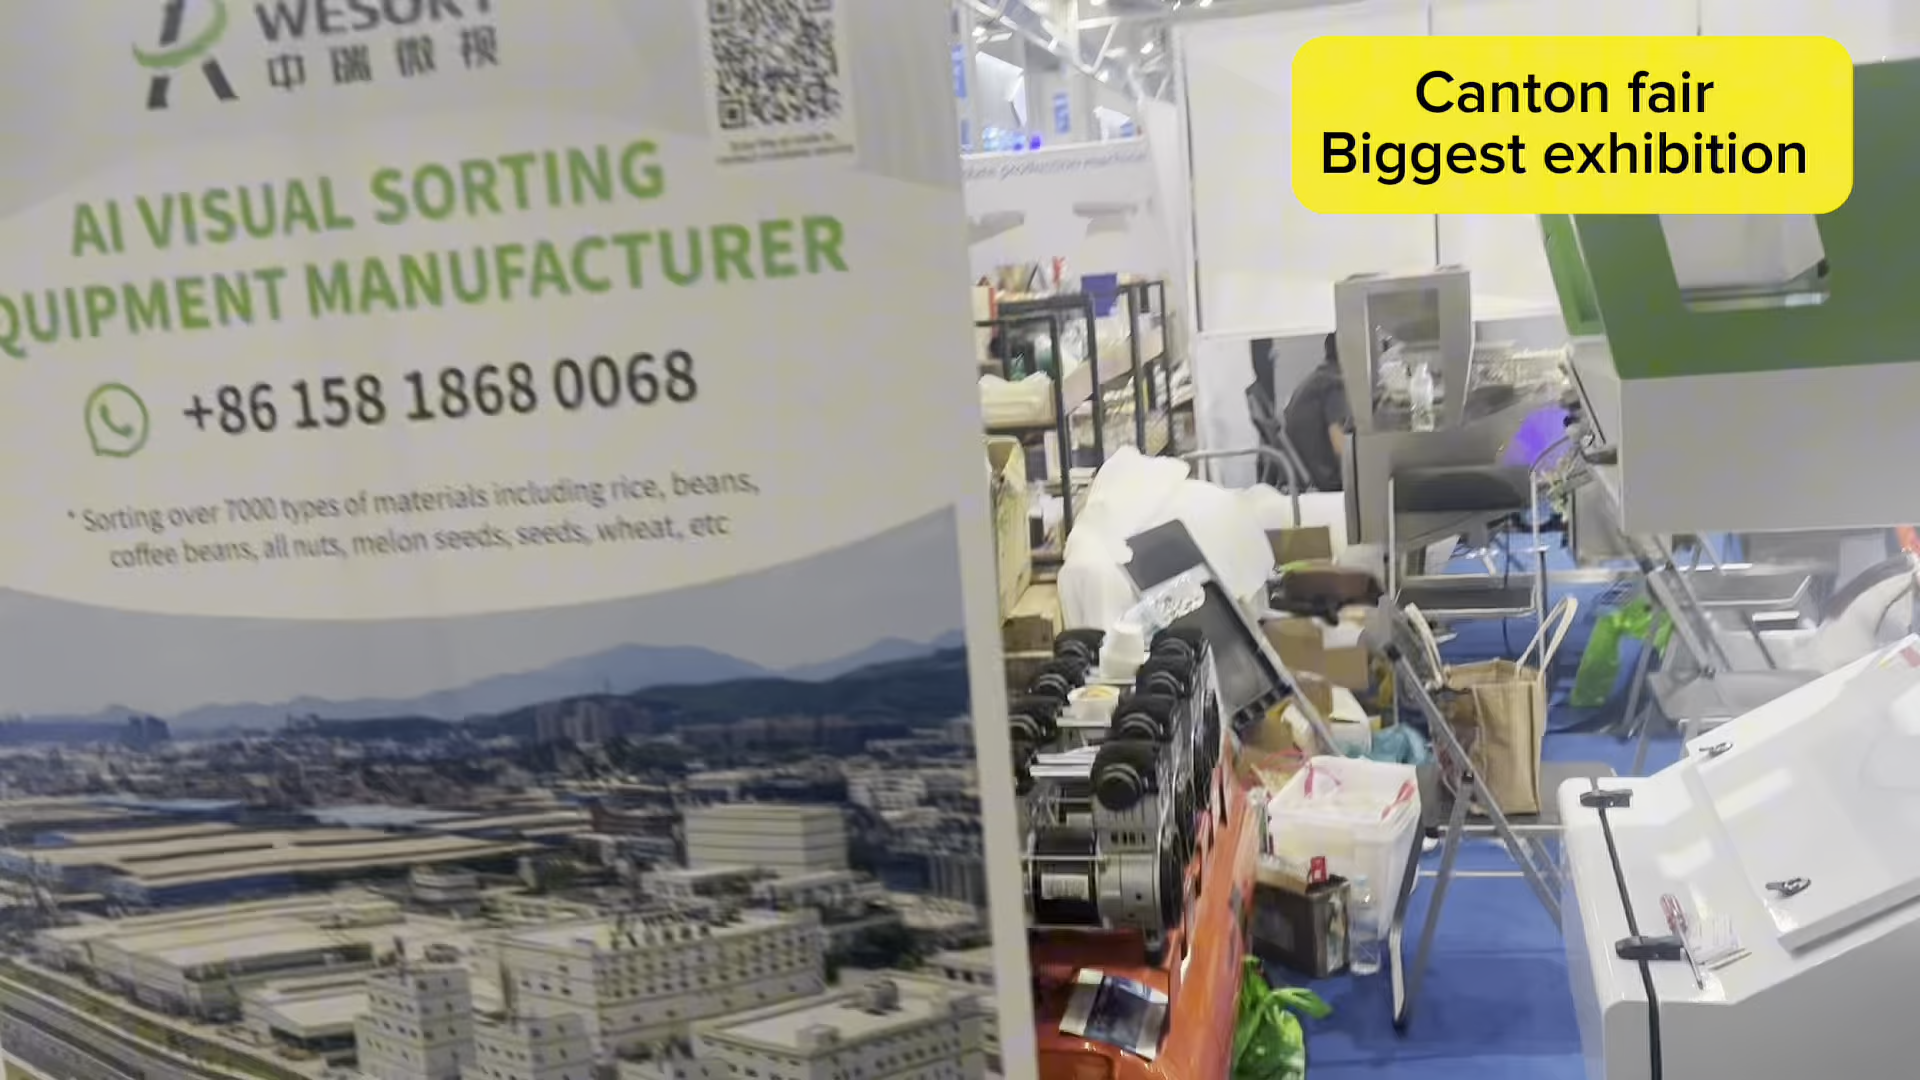 WESORT
中瑞微视
AI VISUAL SORTING
QUIPMENT MANUFACTURER
+86 158 1868 0068
* Sorting over 7000 types of materials including rice, beans,
coffee beans, all nuts, melon seeds, seeds, wheat, etc
Canton fair
Biggest exhibition